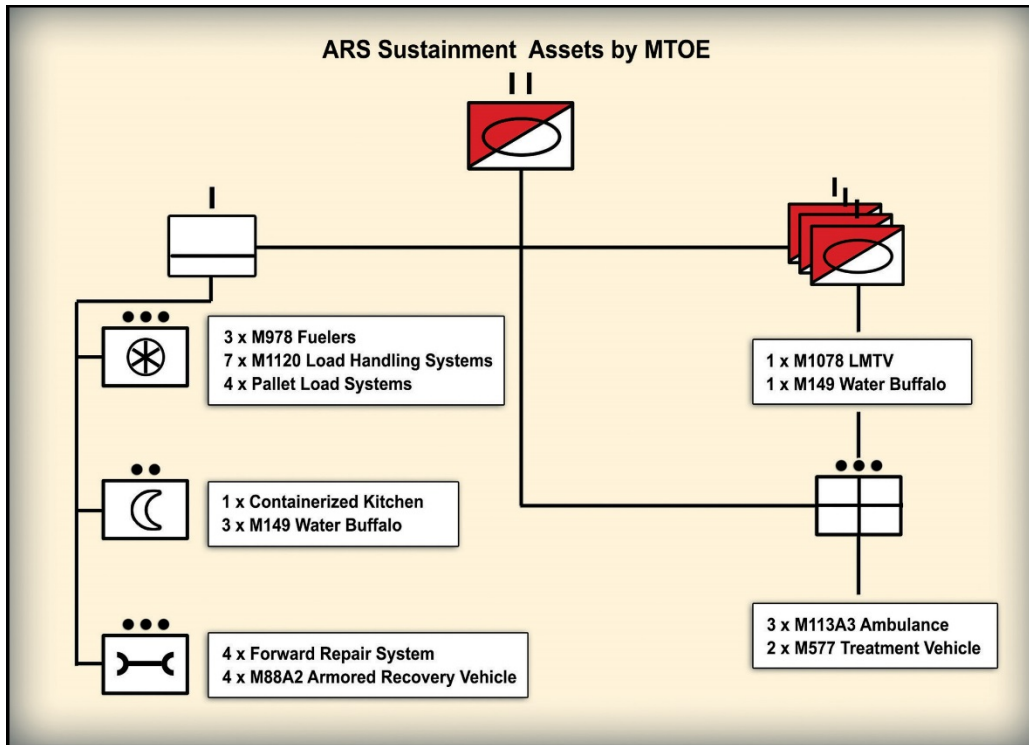 ARS Sustainment Assets by MTOE
3 x M978 Fuelers
7 x M1120 Load Handling Systems
4 x Pallet Load Systems
1 x M1078 LMTV
1 x M149 Water Buffalo
1 x Containerized Kitchen
3 x M149 Water Buffalo
3 x M113A3 Ambulance
2 x M577 Treatment Vehicle
4 x Forward Repair System
4 x M88A2 Armored Recovery Vehicle